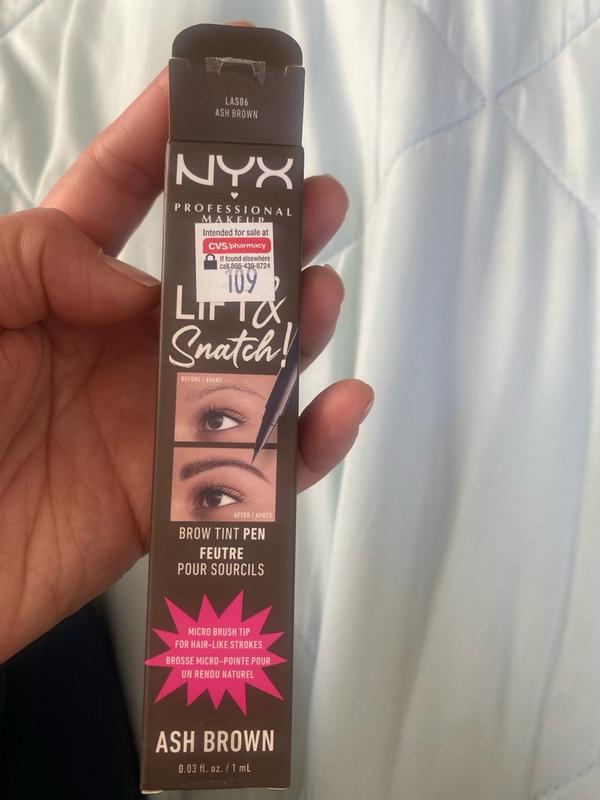 LAS06
ASH BROWN
NYX
PROFESSIONAL
MAKEUP
Intended for sale at
CVS/pharmacy
If found elsewhere
call 866-439-8724
109
LIFT &
Snatch!
BEFORE / AVANT
AFTER / APRÈS
BROW TINT PEN
FEUTRE
POUR SOURCILS
MICRO BRUSH TIP
FOR HAIR-LIKE STROKES
BROSSE MICRO-POINTE POUR
UN RENDU NATUREL
ASH BROWN
0.03 fl. oz. / 1 mL